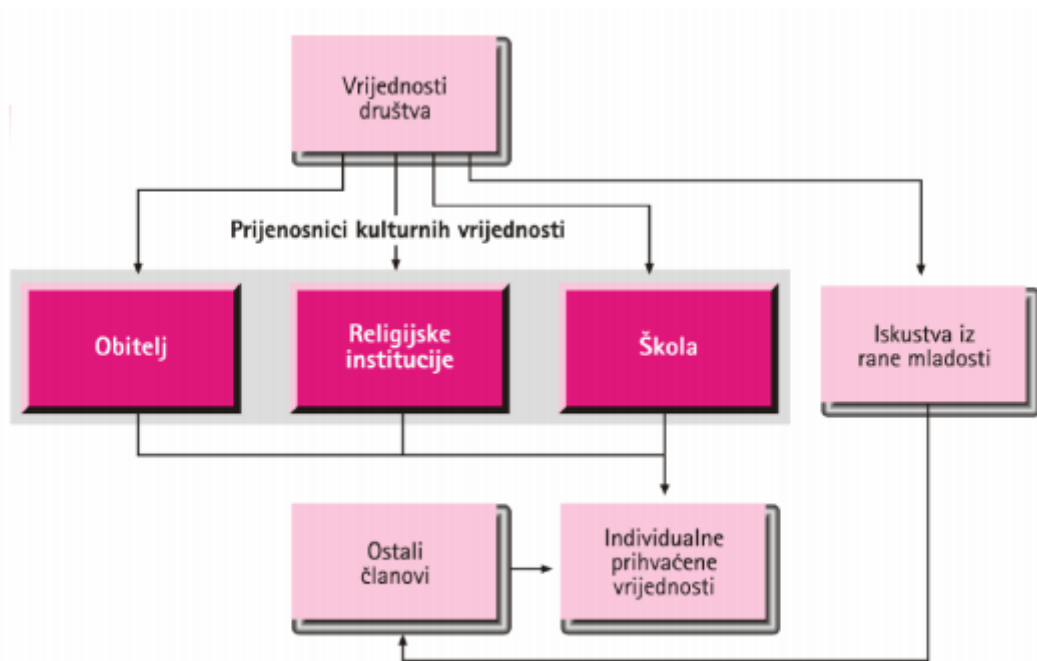 Vrijednosti
društva
Prijenosnici kulturnih vrijednosti
Obitelj
Religijske
institucije
Škola
Iskustva iz
rane mladosti
Ostali
članovi
Individualne
prihvaćene
vrijednosti